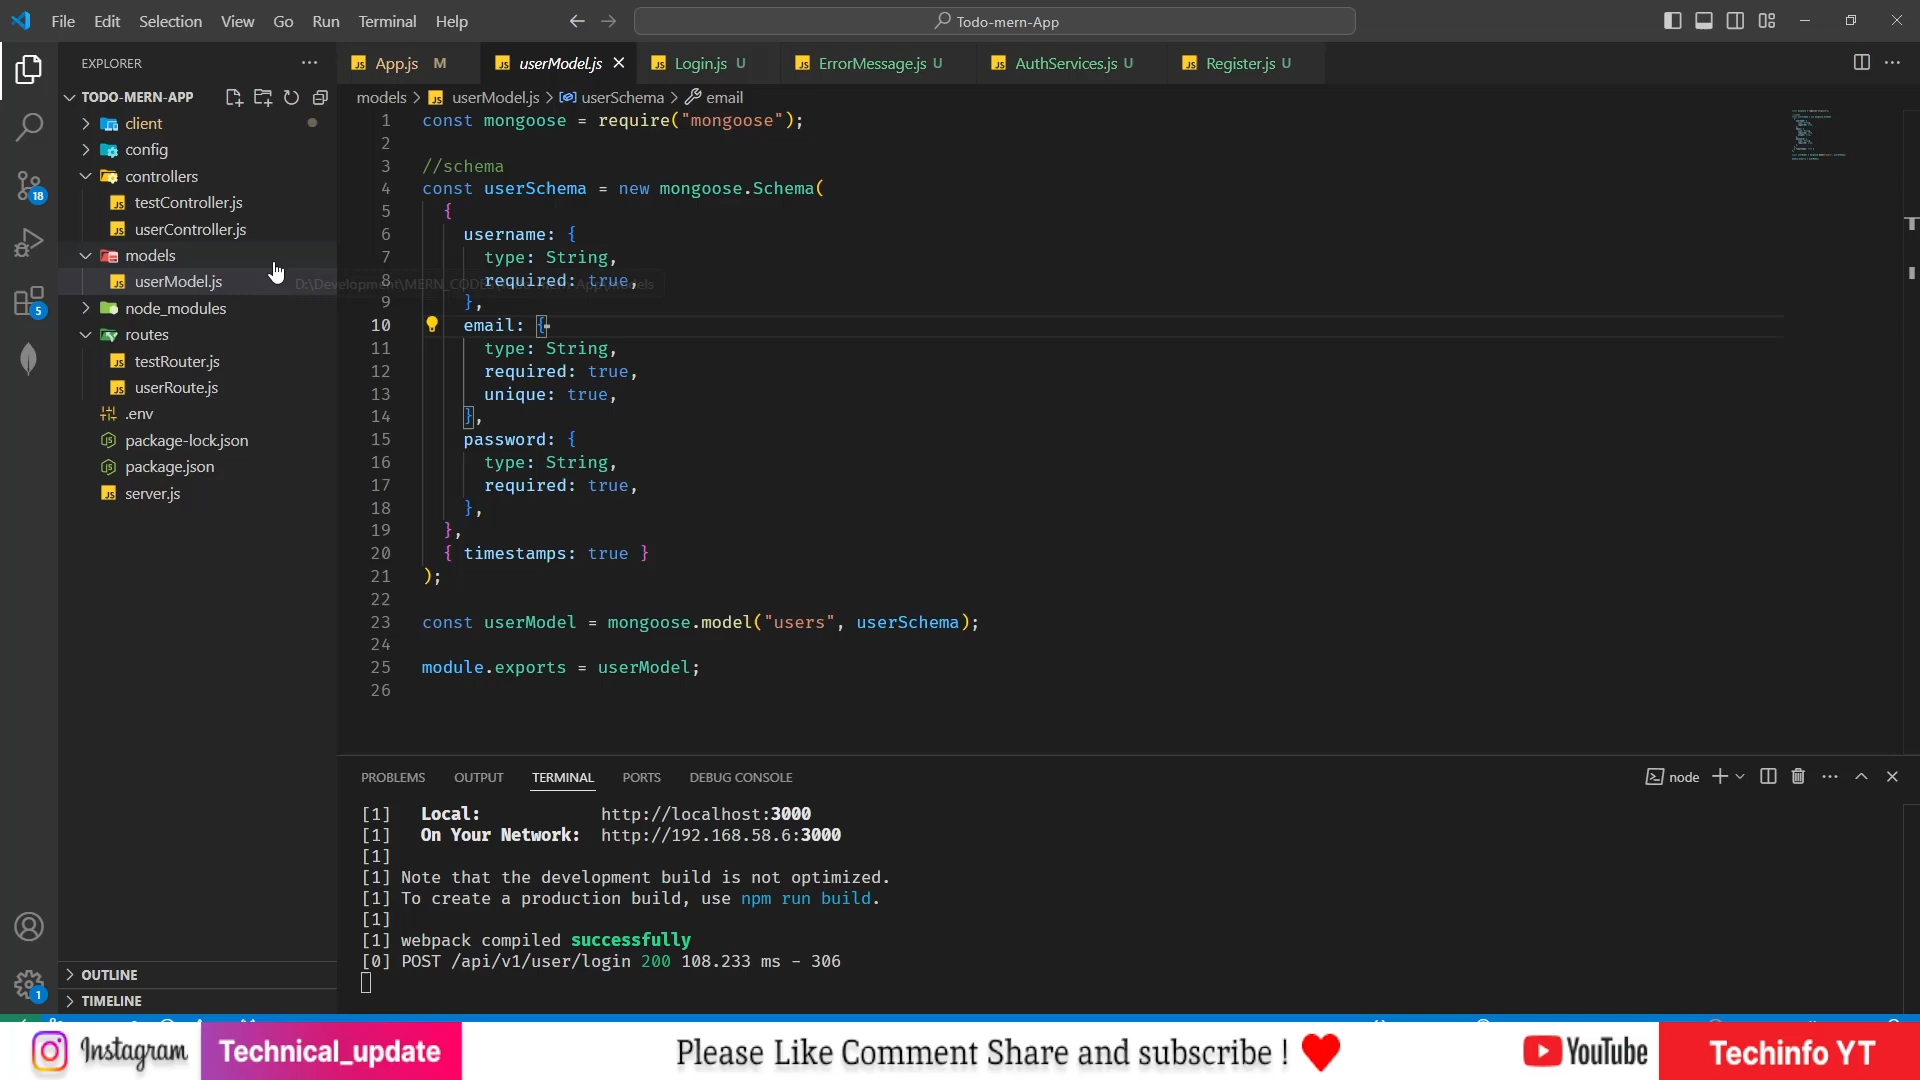 File Edit Selection View Go Run Terminal Help
Todo-mern-App
EXPLORER
TODO-MERN-APP
client
config
controllers
testController.js
userController.js
models
userModel.js
node_modules
routes
testRouter.js
userRoute.js
.env
package-lock.json
package.json
server.js
OUTLINE
TIMELINE
18
5
1
App.js M
userModel.js
Login.js U
ErrorMessage.js U
AuthServices.js U
Register.js U
models > userModel.js > userSchema > email
1 const mongoose = require("mongoose");
2
3 //schema
4 const userSchema = new mongoose.Schema(
5 {
6 username: {
7 type: String,
8 required: true,
9 },
10 email: {
11 type: String,
12 required: true,
13 unique: true,
14 },
15 password: {
16 type: String,
17 required: true,
18 },
19 },
20 { timestamps: true }
21 );
22
23 const userModel = mongoose.model("users", userSchema);
24
25 module.exports = userModel;
26
PROBLEMS OUTPUT TERMINAL PORTS DEBUG CONSOLE
node
[1] Local: http://localhost:3000
[1] On Your Network: http://192.168.58.6:3000
[1]
[1] Note that the development build is not optimized.
[1] To create a production build, use npm run build.
[1]
[1] webpack compiled successfully
[0] POST /api/v1/user/login 200 108.233 ms - 306
Instagram Technical_update Please Like Comment Share and subscribe ! YouTube Techinfo YT